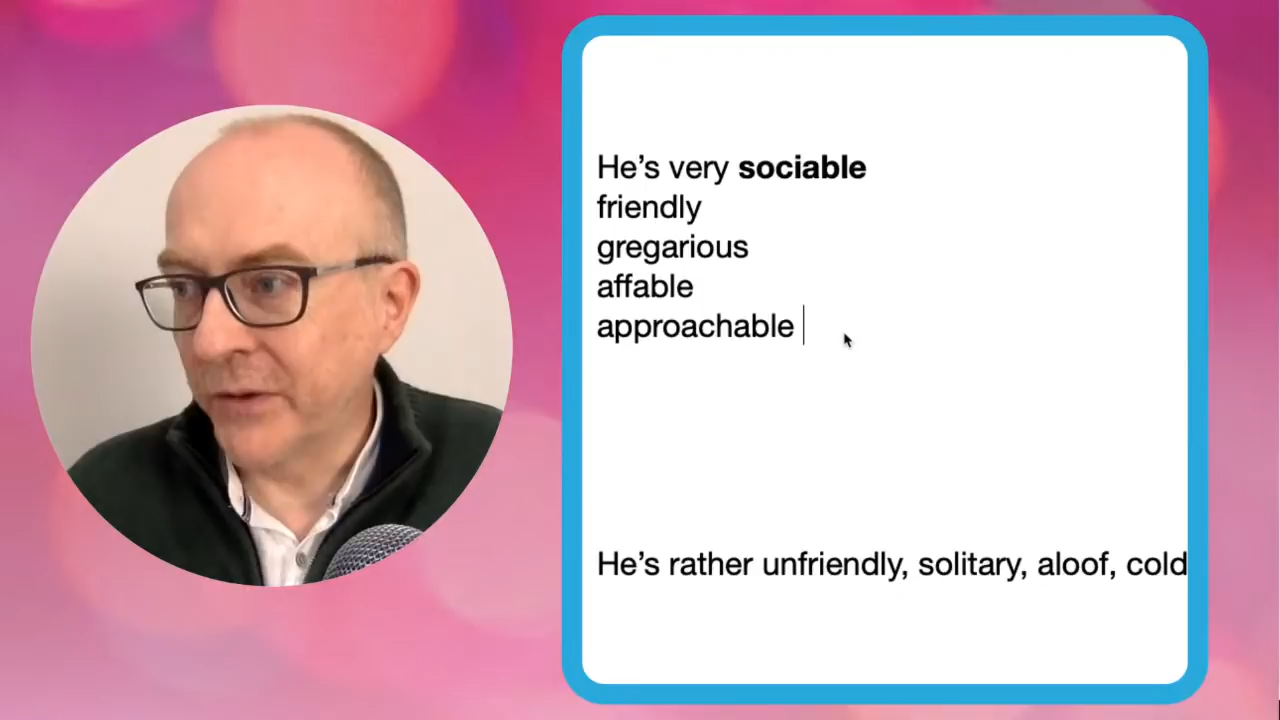 He’s very sociable
friendly
gregarious
affable
approachable
He’s rather unfriendly, solitary, aloof, cold